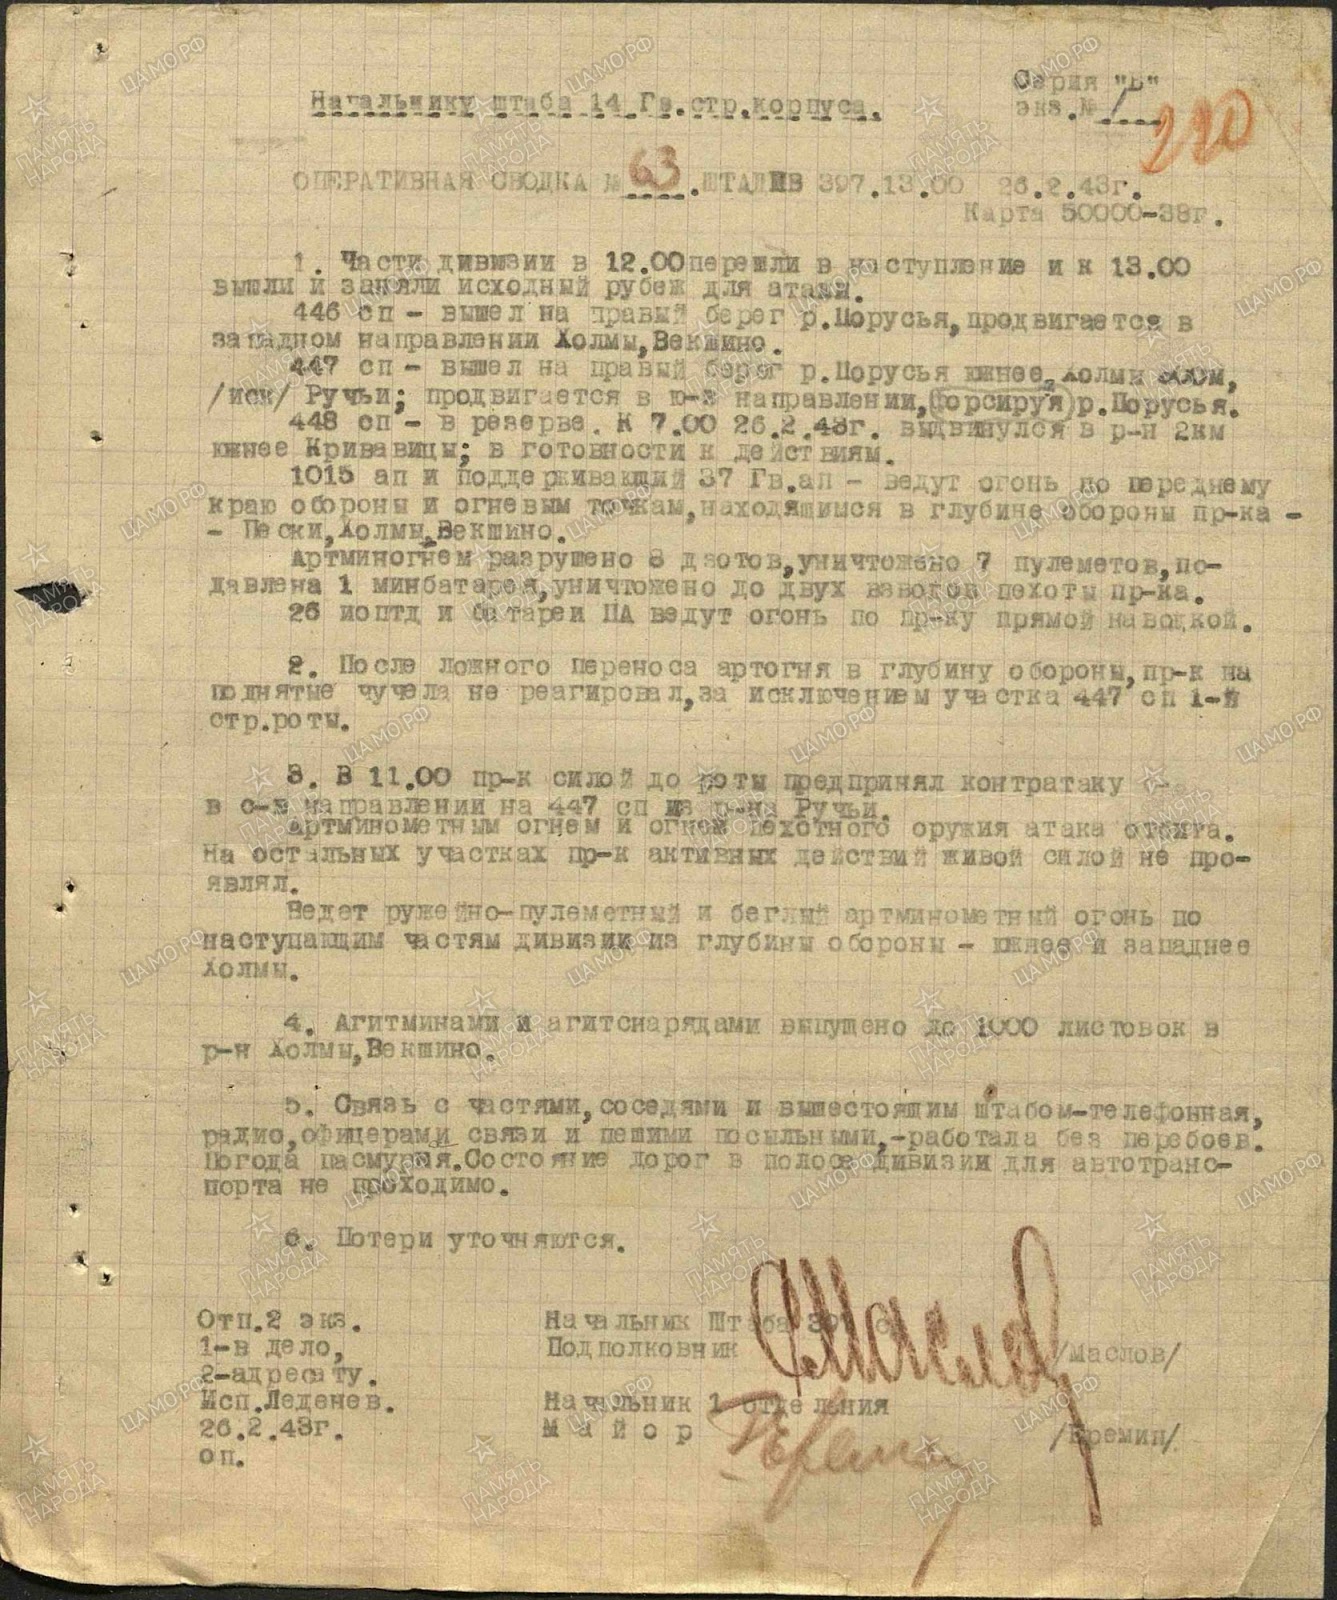 Серия "Б"
Начальнику штаба 14 Гв.стр.корпуса.
экз.№ 1
220
ОПЕРАТИВНАЯ СВОДКА № 63. ШТАДИВ 397.13.00 26.2.43г.
Карта 50000-38г.
1. Части дивизии в 12.00 перешли в наступление и к 13.00
вышли и заняли исходный рубеж для атаки.
446 сп - вышел на правый берег р.Порусья,продвигается в
западном направлении Холмы,Векшино.
447 сп - вышел на правый берег р.Порусья южнее Холмы 300м,
/иск/ Ручьи; продвигается в ю-з направлении,(форсируя)р.Порусья.
448 сп - в резерве. К 7.00 26.2.43г. выдвинулся в р-н 2км
южнее Кривавицы; в готовности к действиям.
1015 ап и поддерживающий 37 Гв.ап - ведут огонь по переднему
краю обороны и огневым точкам,находящимся в глубине обороны пр-ка -
- Пески,Холмы,Векшино.
Артминогнем разрушено 8 дзотов,уничтожено 7 пулеметов,по-
давлена 1 минбатарея,уничтожено до двух взводов пехоты пр-ка.
26 иоптд и батареи ПА ведут огонь по пр-ку прямой наводкой.
2. После ложного переноса артогня в глубину обороны,пр-к на
поднятые чучела не реагировал,за исключением участка 447 сп 1-й
стр.роты.
3. В 11.00 пр-к силой до роты предпринял контратаку
в с-в направлении на 447 сп из р-на Ручьи.
Артминометным огнем и огнем пехотного оружия атака отбита.
На остальных участках пр-к активных действий живой силой не про-
являл.
Ведет ружейно-пулеметный и беглый артминометный огонь по
наступающим частям дивизии из глубины обороны - южнее и западнее
Холмы.
4. Агитминами и агитснарядами выпущено до 1000 листовок в
р-н Холмы,Векшино.
5. Связь с частями,соседями и вышестоящим штабом-телефонная,
радио,офицерами связи и пешими посыльными,-работала без перебоев.
Погода пасмурная.Состояние дорог в полосе дивизии для автотранс-
порта не проходимо.
6. Потери уточняются.
Отп.2 экз.
1-в дело,
2-адресату.
Исп.Леденев.
26.2.43г.
оп.
Начальник Штаба
Подполковник /Маслов/
Начальник 1 отделения
М а й о р /Еремин/